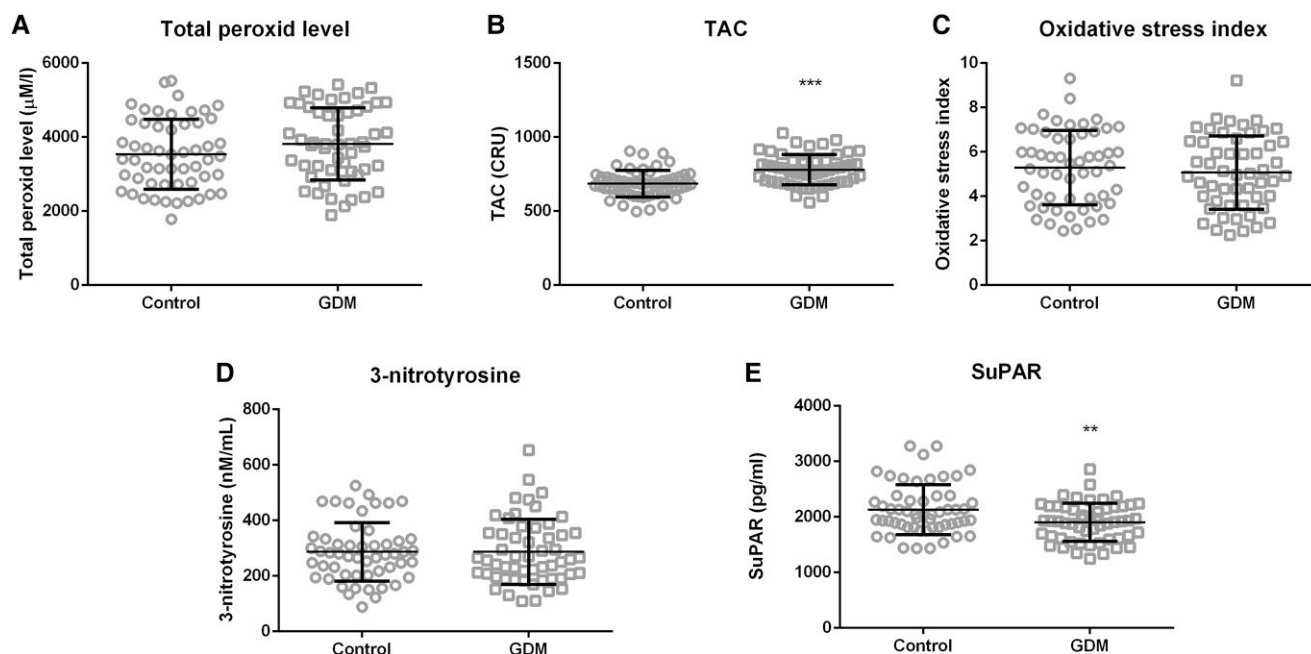 A
Total peroxid level
Total peroxid level (μM/l)
6000
4000
2000
0
Control
GDM
B
TAC
TAC (CRU)
1500
1000
500
0
***
Control
GDM
C
Oxidative stress index
Oxidative stress index
10
8
6
4
2
0
Control
GDM
D
3-nitrotyrosine
3-nitrotyrosine (nM/mL)
800
600
400
200
0
Control
GDM
E
SuPAR
SuPAR (pg/ml)
4000
3000
2000
1000
0
**
Control
GDM